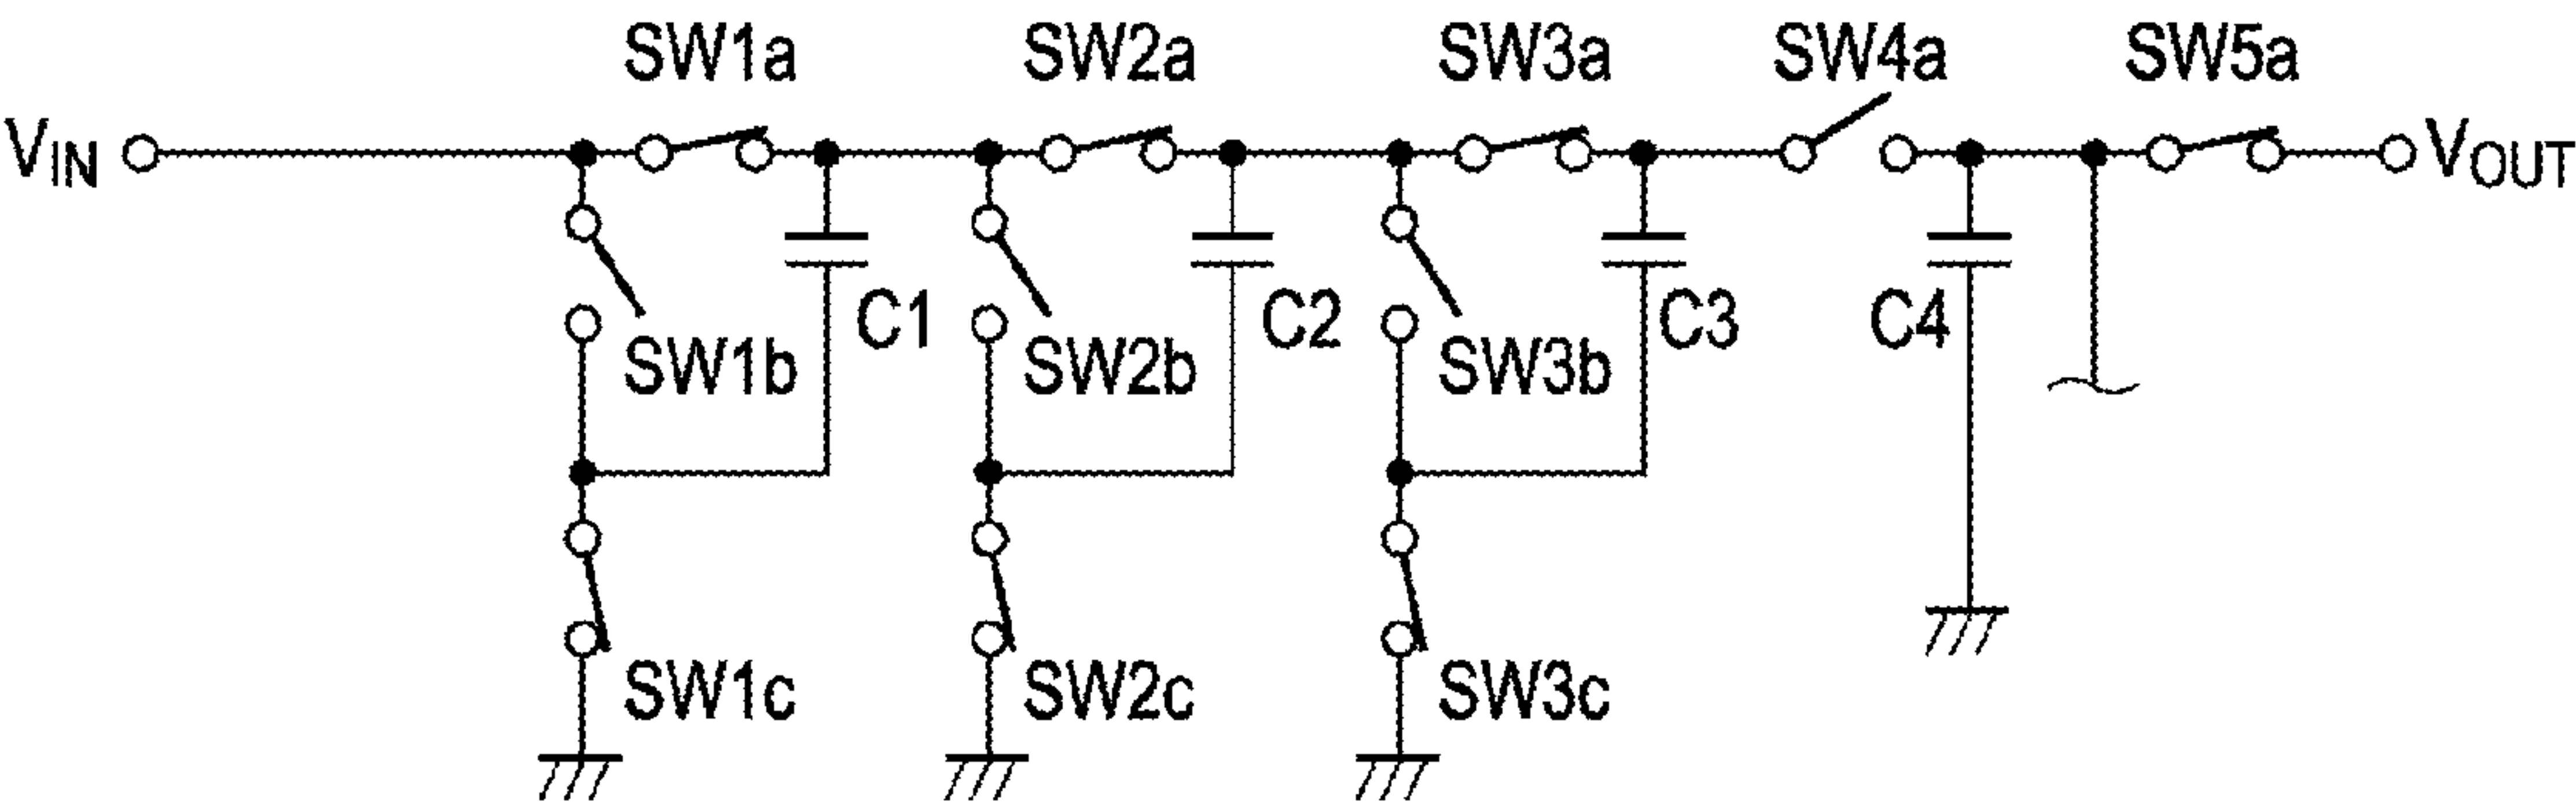 SW1a SW2a SW3a SW4a SW5a
VIN VOUT
C1 C2 C3 C4
SW1b SW2b SW3b
SW1c SW2c SW3c